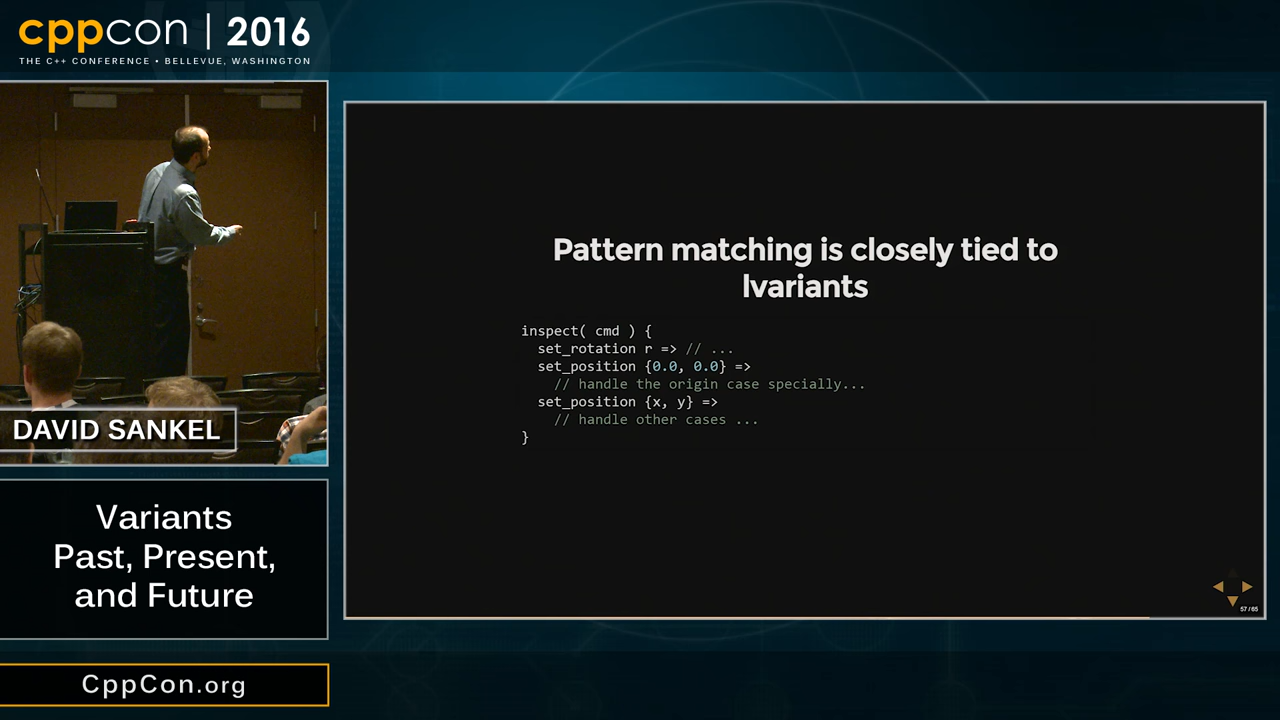 cppcon | 2016
THE C++ CONFERENCE • BELLEVUE, WASHINGTON
DAVID SANKEL
Variants
Past, Present,
and Future
CppCon.org
Pattern matching is closely tied to
lvariants
inspect( cmd ) {
  set_rotation r => // ...
  set_position {0.0, 0.0} =>
    // handle the origin case specially...
  set_position {x, y} =>
    // handle other cases ...
}
57 / 65